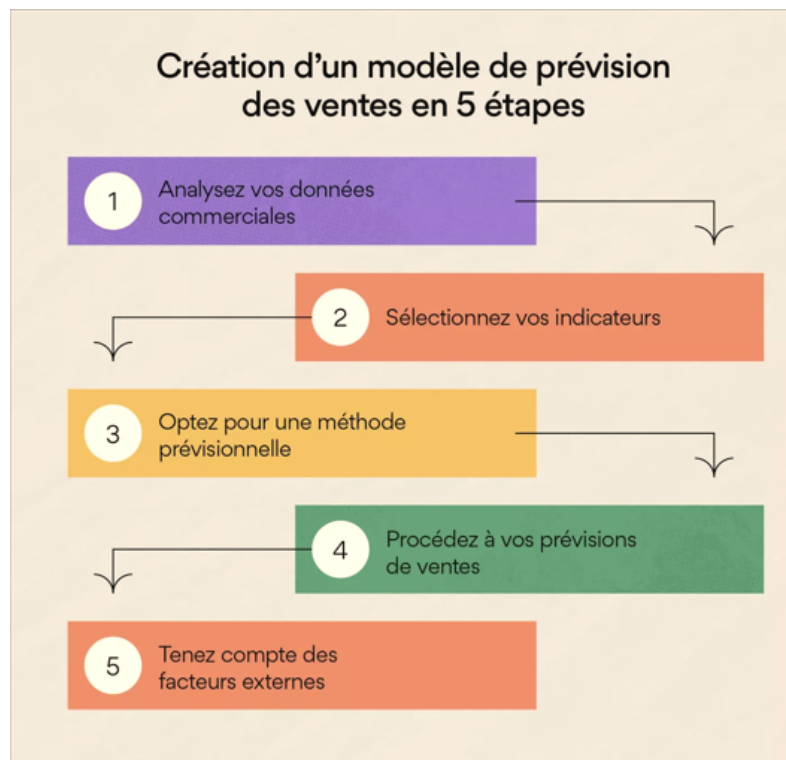 Création d’un modèle de prévision
des ventes en 5 étapes
1
Analysez vos données
commerciales
2
Sélectionnez vos indicateurs
3
Optez pour une méthode
prévisionnelle
4
Procédez à vos prévisions
de ventes
5
Tenez compte des
facteurs externes